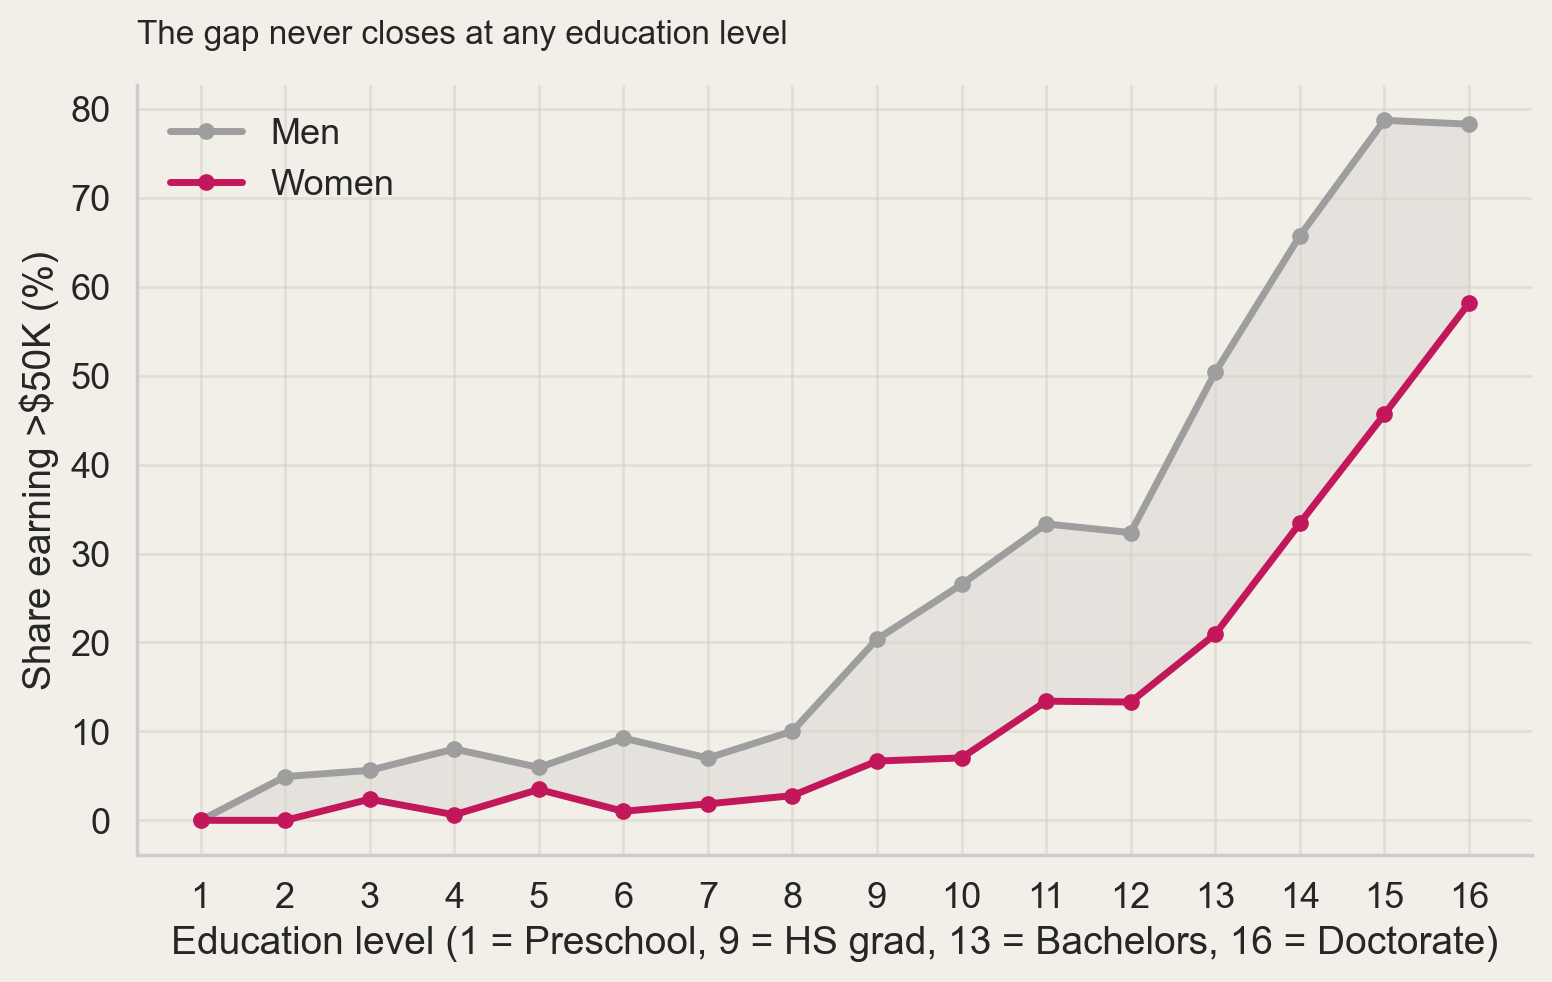 The gap never closes at any education level
Men
Women
Share earning >$50K (%)
80
70
60
50
40
30
20
10
0
1 2 3 4 5 6 7 8 9 10 11 12 13 14 15 16
Education level (1 = Preschool, 9 = HS grad, 13 = Bachelors, 16 = Doctorate)